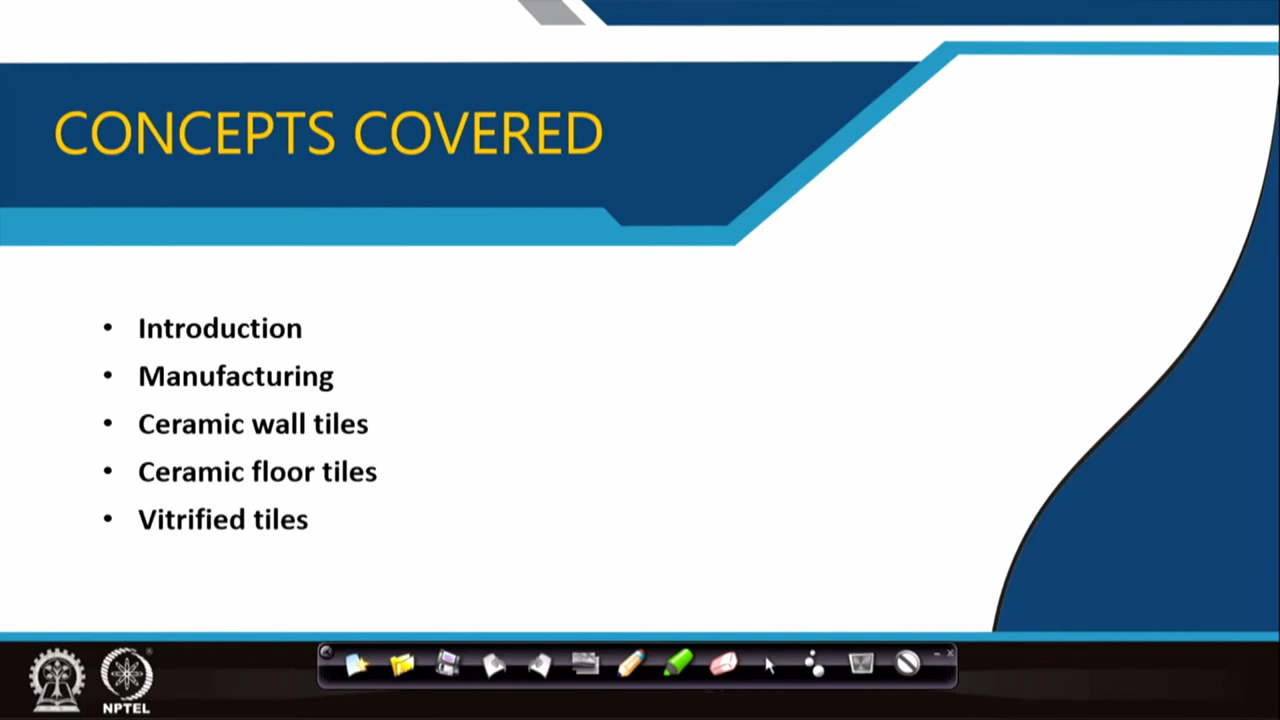 CONCEPTS COVERED
• Introduction
• Manufacturing
• Ceramic wall tiles
• Ceramic floor tiles
• Vitrified tiles
NPTEL